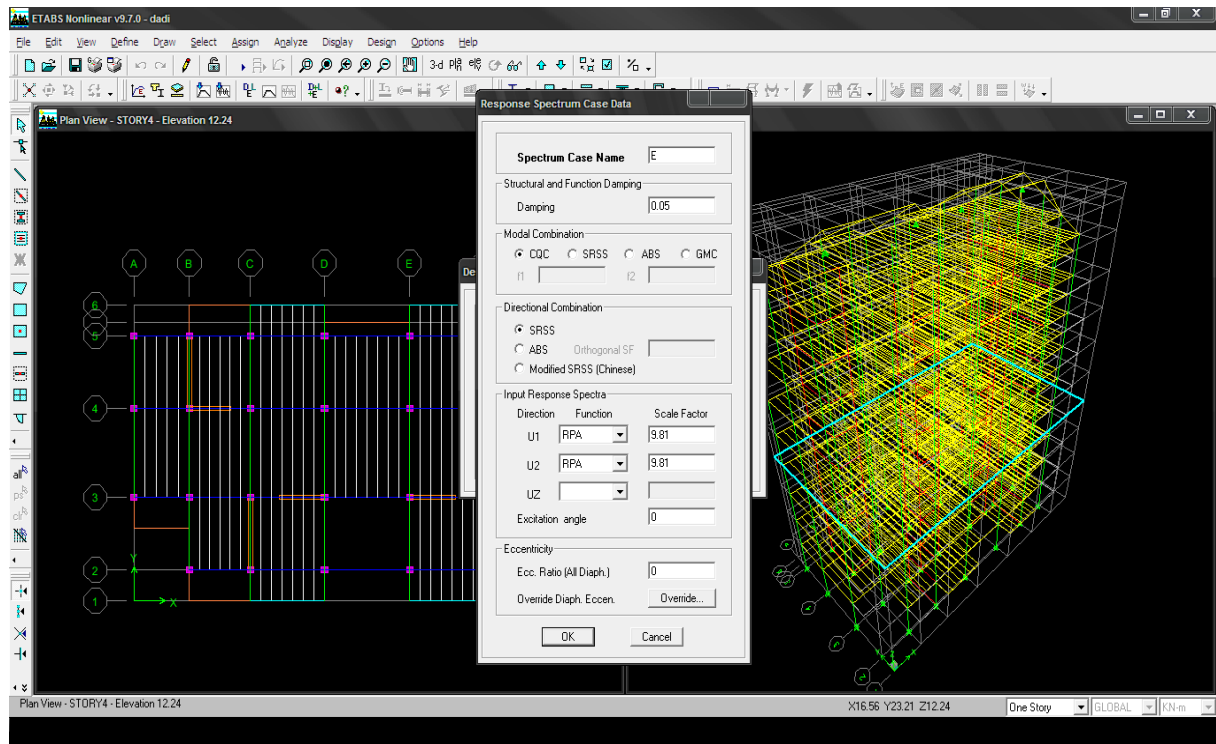 ETABS Nonlinear v9.7.0 - dadi
File Edit View Define Draw Select Assign Analyze Display Design Options Help
3-d
Plan View - STORY4 - Elevation 12.24
Response Spectrum Case Data
Spectrum Case Name E
Structural and Function Damping
Damping 0.05
Modal Combination
CQC SRSS ABS GMC
f1 f2
De
Directional Combination
SRSS
ABS Orthogonal SF
Modified SRSS (Chinese)
Input Response Spectra
Direction Function Scale Factor
U1 RPA 9.81
U2 RPA 9.81
UZ
Excitation angle 0
Eccentricity
Ecc. Ratio (All Diaph.) 0
Override Diaph. Eccen. Override...
OK Cancel
A B C D E
6
5
4
3
2
1
Y
X
all
ps
clr
Plan View - STORY4 - Elevation 12.24 X16.56 Y23.21 Z12.24 One Story GLOBAL KN-m